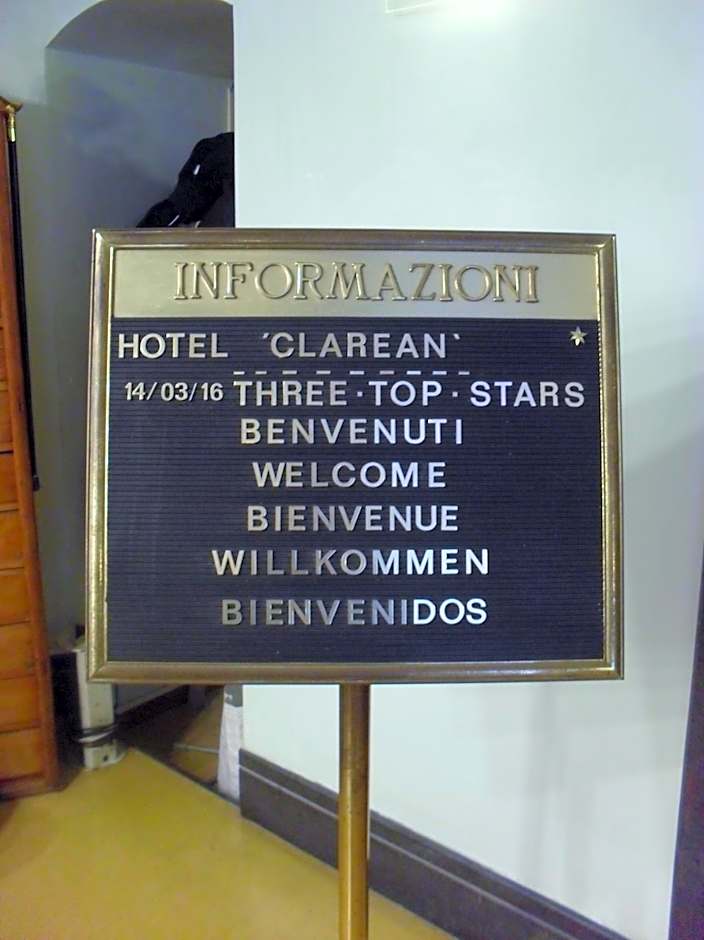 INFORMAZIONI
HOTEL 'CLAREAN`
14/03/16 THREE·TOP·STARS
BENVENUTI
WELCOME
BIENVENUE
WILLKOMMEN
BIENVENIDOS